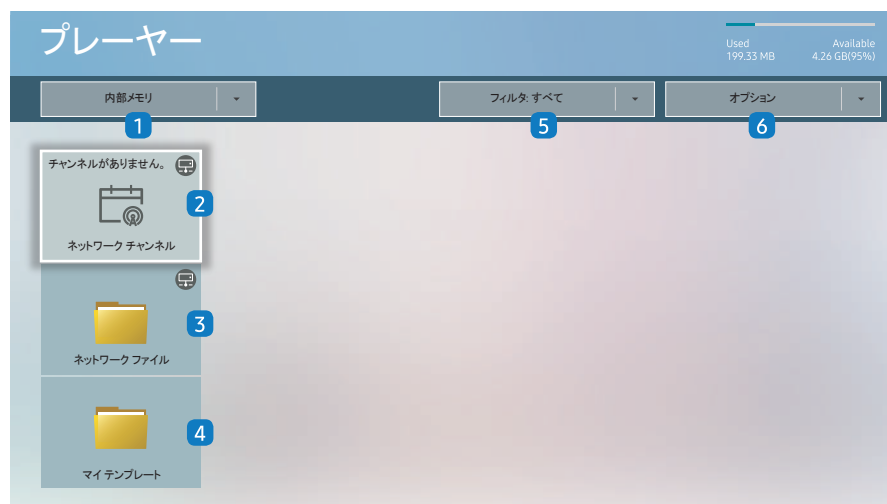 プレーヤー
Used Available
199.33 MB 4.26 GB(95%)
内部メモリ
フィルタ: すべて
オプション
1
5
6
チャンネルがありません。
2
ネットワーク チャンネル
3
ネットワーク ファイル
4
マイ テンプレート